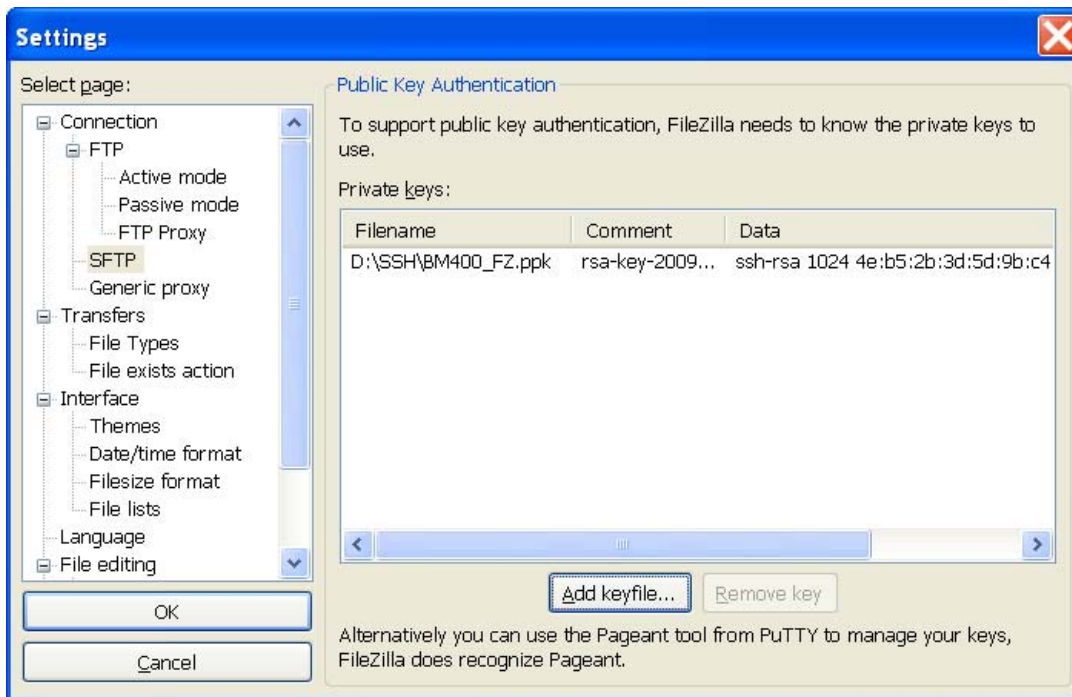 Settings
Select page:
Connection
FTP
Active mode
Passive mode
FTP Proxy
SFTP
Generic proxy
Transfers
File Types
File exists action
Interface
Themes
Date/time format
Filesize format
File lists
Language
File editing
OK
Cancel
Public Key Authentication
To support public key authentication, FileZilla needs to know the private keys to
use.
Private keys:
Filename Comment Data
D:\SSH\BM400_FZ.ppk rsa-key-2009... ssh-rsa 1024 4e:b5:2b:3d:5d:9b:c4
Add keyfile... Remove key
Alternatively you can use the Pageant tool from PuTTY to manage your keys,
FileZilla does recognize Pageant.